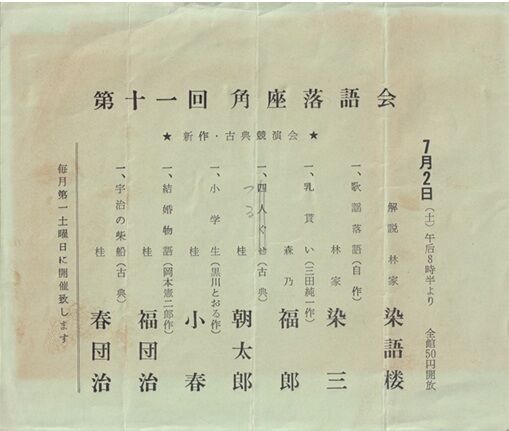 第十一回 角座落語会
★ 新作・古典競演会 ★
7月2日(土)午后8時半より 全館50円開放
解説 林家 染語楼
一、歌謡落語(自作)
林家 染三
一、乳貰い(三田純一作)
森乃 福郎
一、四人ぐせ(古典)
つる
桂 朝太郎
一、小学生(黒川とおる作)
桂 小春
一、結婚物語(岡本憲二郎作)
桂 福団治
一、宇治の柴船(古典)
桂 春団治
毎月第一土曜日に開催致します